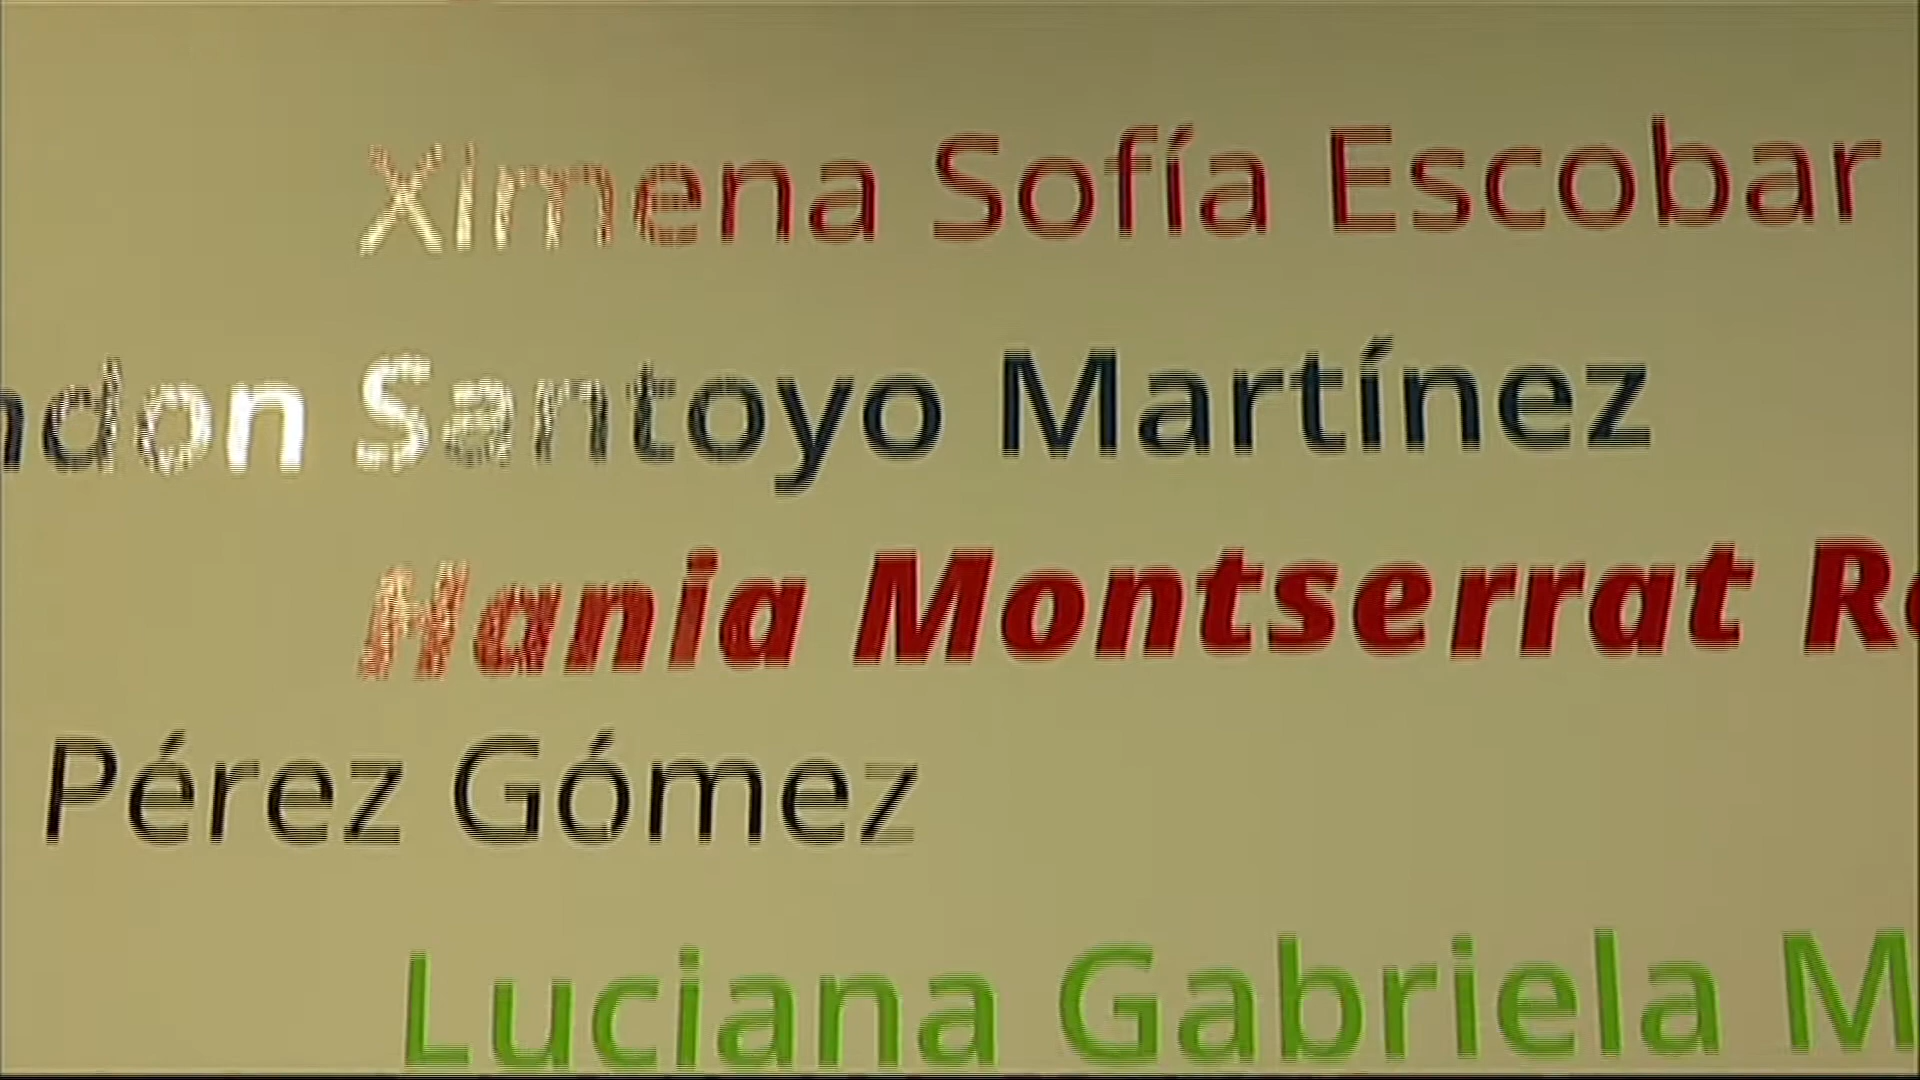 Ximena Sofía Escobar
ndon Santoyo Martínez
Hania Montserrat R
Pérez Gómez
Luciana Gabriela M